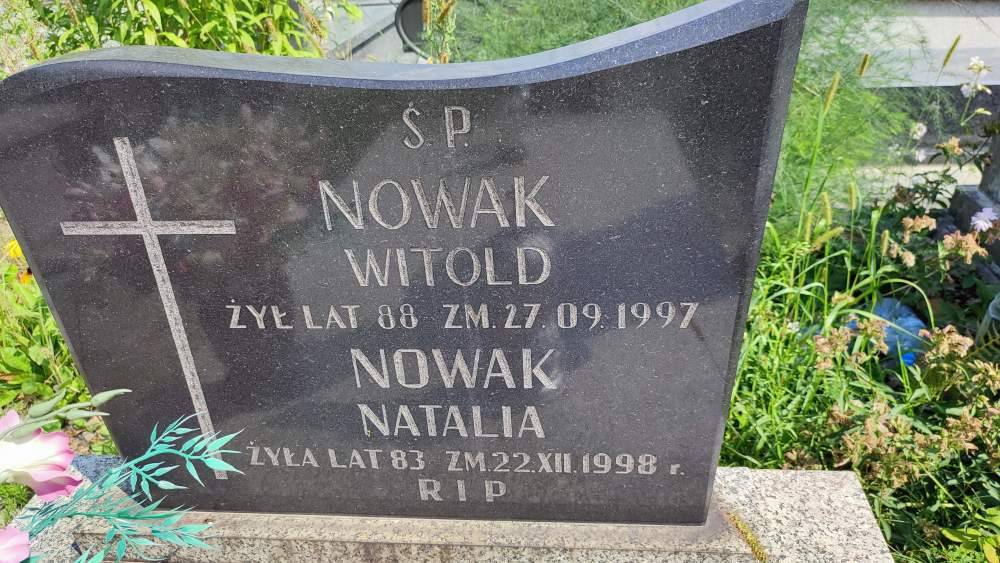 Ś.P.
NOWAK
WITOLD
ŻYŁ LAT 88 ZM. 27.09.1997
NOWAK
NATALIA
ŻYŁA LAT 83 ZM. 22.XII.1998 r.
R I P